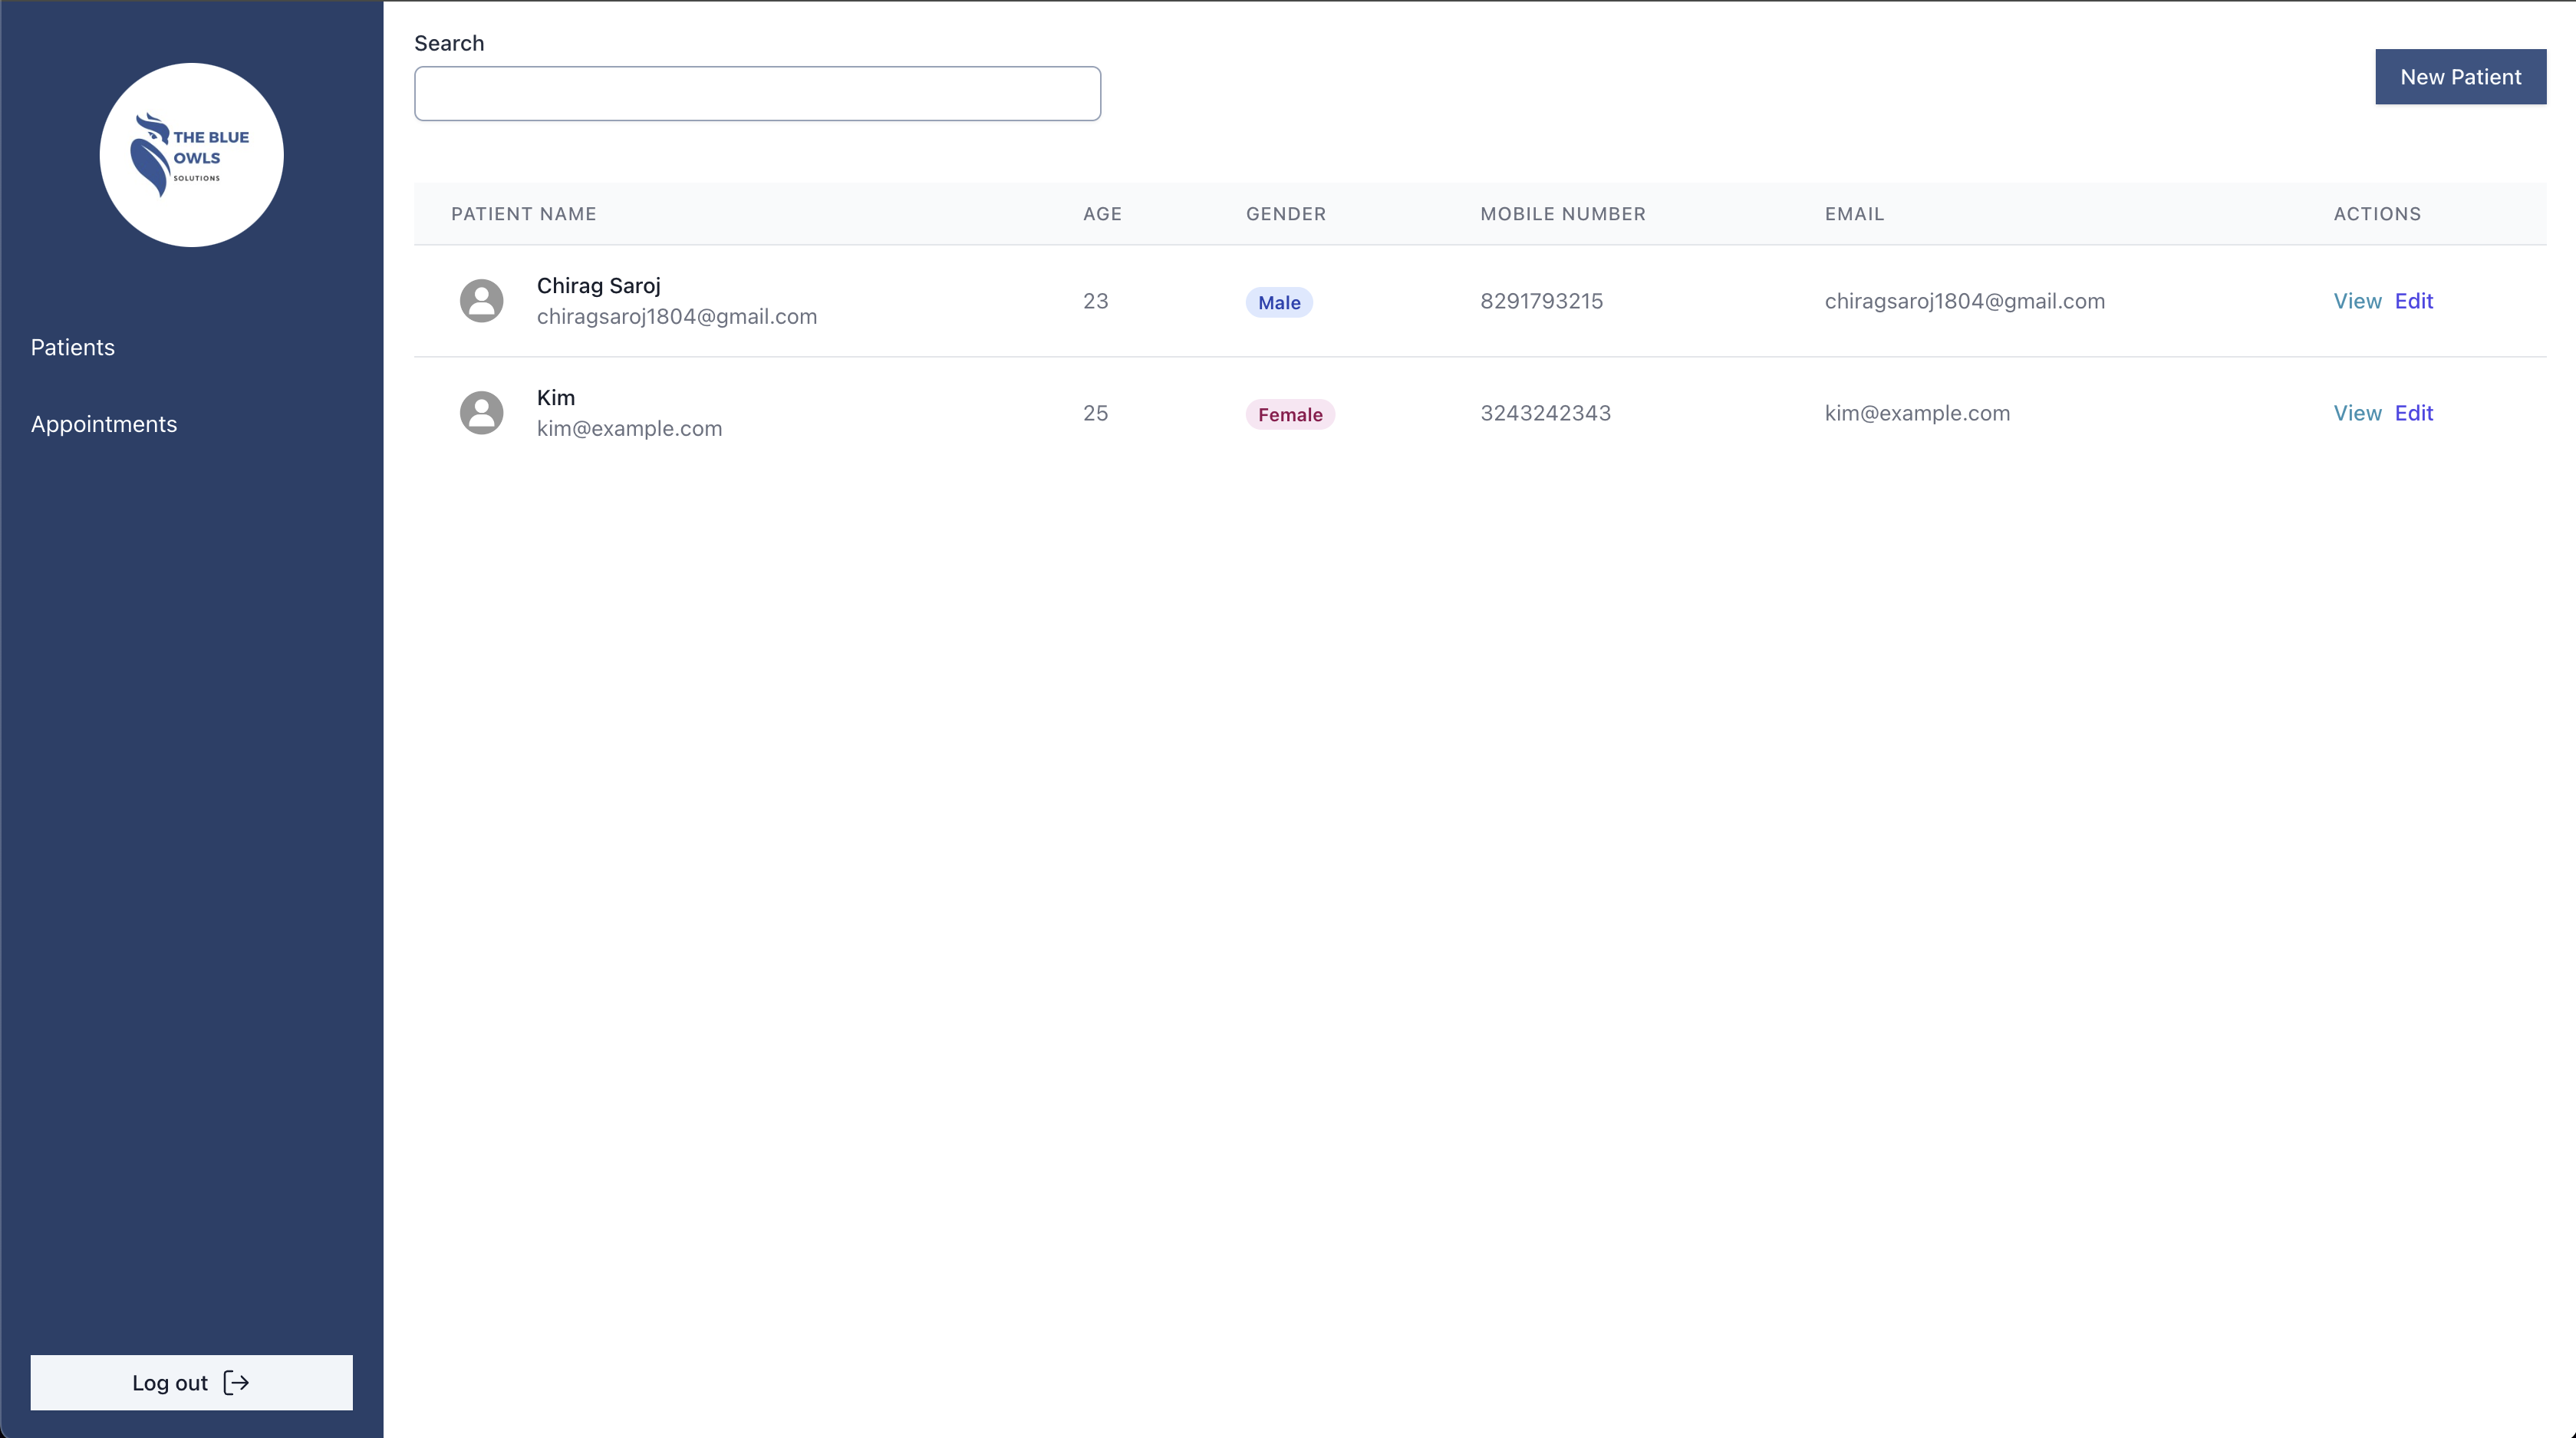 THE BLUE
OWLS
SOLUTIONS
Patients
Appointments
Log out
Search
New Patient
PATIENT NAME AGE GENDER MOBILE NUMBER EMAIL ACTIONS
Chirag Saroj
chiragsaroj1804@gmail.com
23 Male 8291793215 chiragsaroj1804@gmail.com View Edit
Kim
kim@example.com
25 Female 3243242343 kim@example.com View Edit